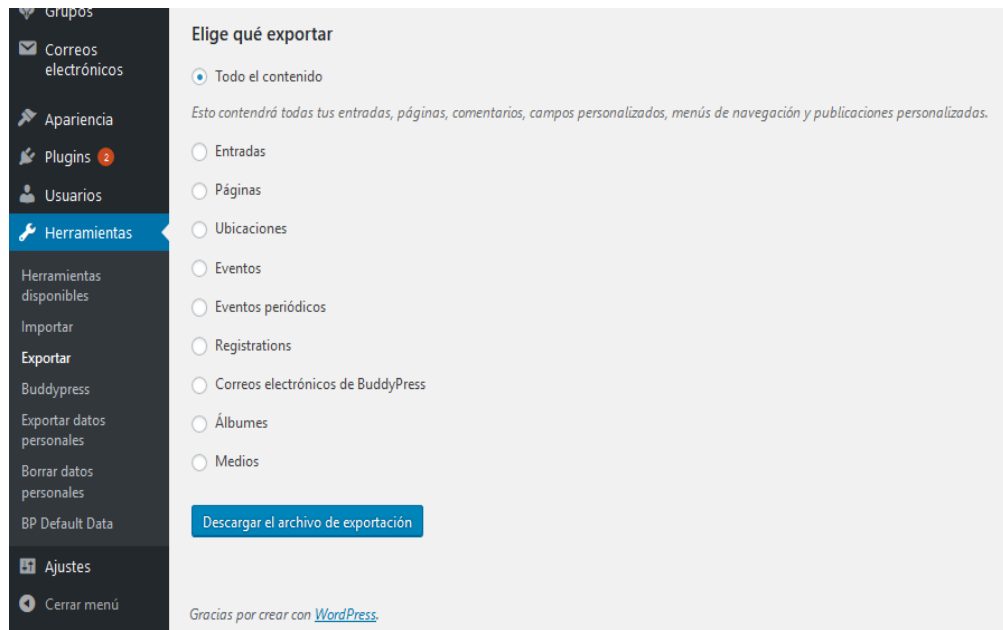 Grupos
Correos
electrónicos
Apariencia
Plugins 2
Usuarios
Herramientas
Herramientas
disponibles
Importar
Exportar
Buddypress
Exportar datos
personales
Borrar datos
personales
BP Default Data
Ajustes
Cerrar menú
Elige qué exportar
Todo el contenido
Esto contendrá todas tus entradas, páginas, comentarios, campos personalizados, menús de navegación y publicaciones personalizadas.
Entradas
Páginas
Ubicaciones
Eventos
Eventos periódicos
Registrations
Correos electrónicos de BuddyPress
Álbumes
Medios
Descargar el archivo de exportación
Gracias por crear con WordPress.